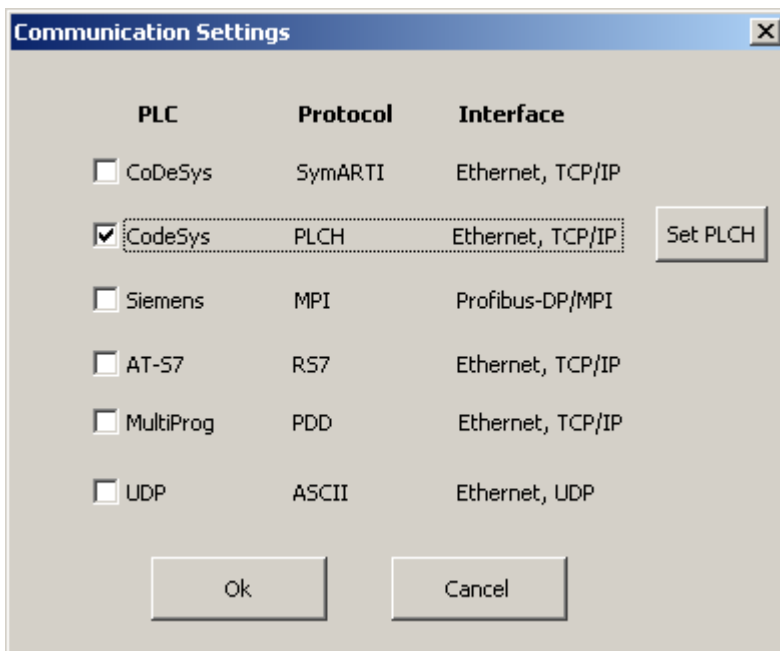 Communication Settings
PLC Protocol Interface
CoDeSys SymARTI Ethernet, TCP/IP
CodeSys PLCH Ethernet, TCP/IP Set PLCH
Siemens MPI Profibus-DP/MPI
AT-S7 RS7 Ethernet, TCP/IP
MultiProg PDD Ethernet, TCP/IP
UDP ASCII Ethernet, UDP
Ok Cancel